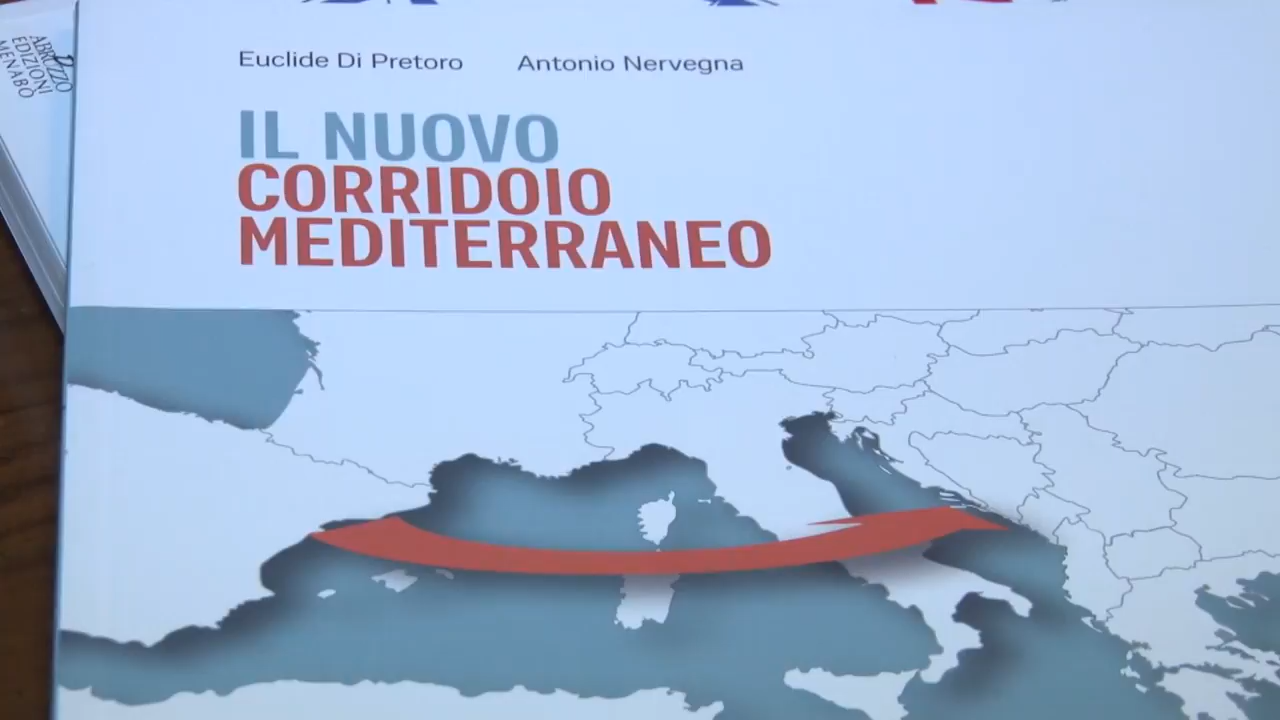 Euclide Di Pretoro Antonio Nervegna
IL NUOVO
CORRIDOIO
MEDITERRANEO
ABRUZZO
EDIZIONI
MENABÒ